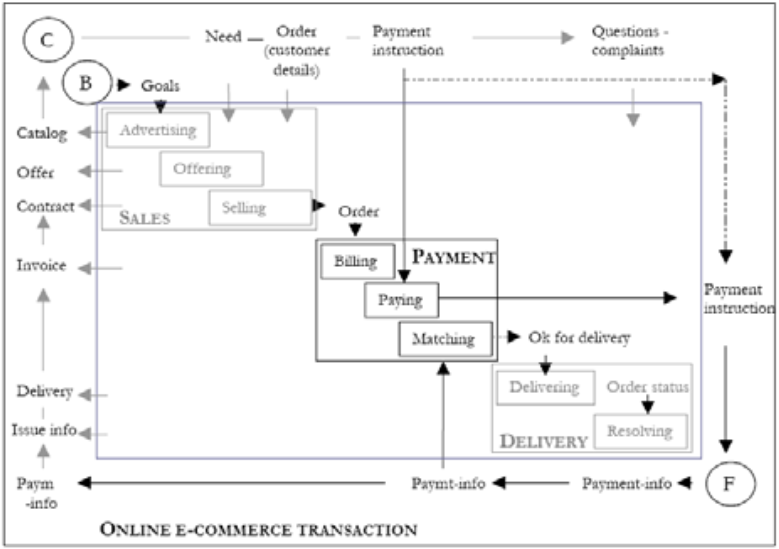 C
Need
Order
(customer
details)
Payment
instruction
Questions -
complaints
B
Goals
Catalog
Advertising
Offer
Offering
Contract
Selling
SALES
Order
Invoice
Billing
PAYMENT
Paying
Payment
instruction
Matching
Ok for delivery
Delivery
Delivering
Order status
Issue info
Resolving
DELIVERY
Paym
-info
Paymt-info
Payment-info
F
ONLINE E-COMMERCE TRANSACTION